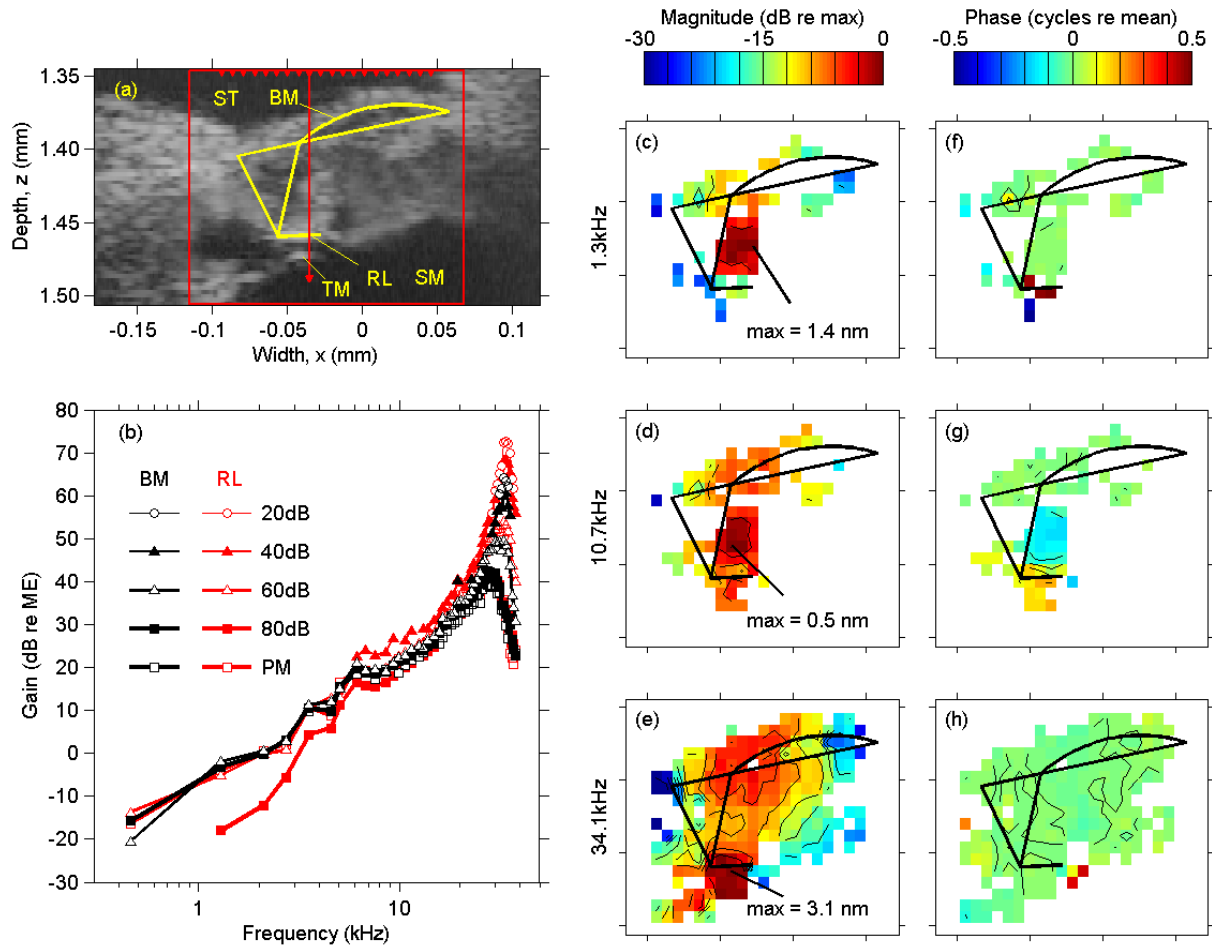 Magnitude (dB re max)
-30 -15 0
Phase (cycles re mean)
-0.5 0 0.5
(a)
ST
BM
TM
RL
SM
1.35
1.40
1.45
1.50
Depth, z (mm)
-0.15 -0.1 -0.05 0 0.05 0.1
Width, x (mm)
(b)
BM RL
20dB
40dB
60dB
80dB
PM
80
70
60
50
40
30
20
10
0
-10
-20
-30
Gain (dB re ME)
1 10
Frequency (kHz)
1.3kHz
(c)
max = 1.4 nm
(f)
10.7kHz
(d)
max = 0.5 nm
(g)
34.1kHz
(e)
max = 3.1 nm
(h)